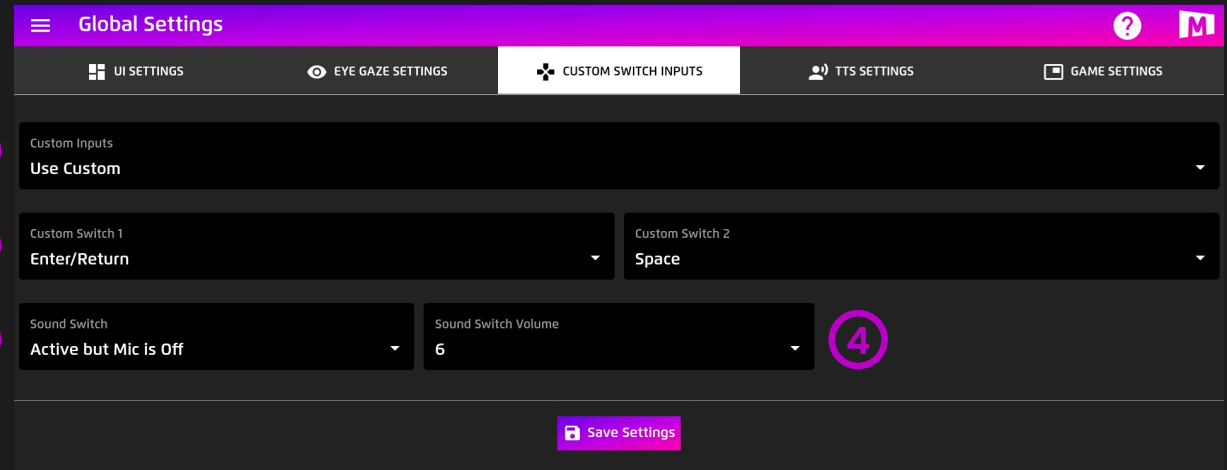 Global Settings
?
M
UI SETTINGS
EYE GAZE SETTINGS
CUSTOM SWITCH INPUTS
TTS SETTINGS
GAME SETTINGS
Custom Inputs
Use Custom
Custom Switch 1
Enter/Return
Custom Switch 2
Space
Sound Switch
Active but Mic is Off
Sound Switch Volume
6
4
Save Settings